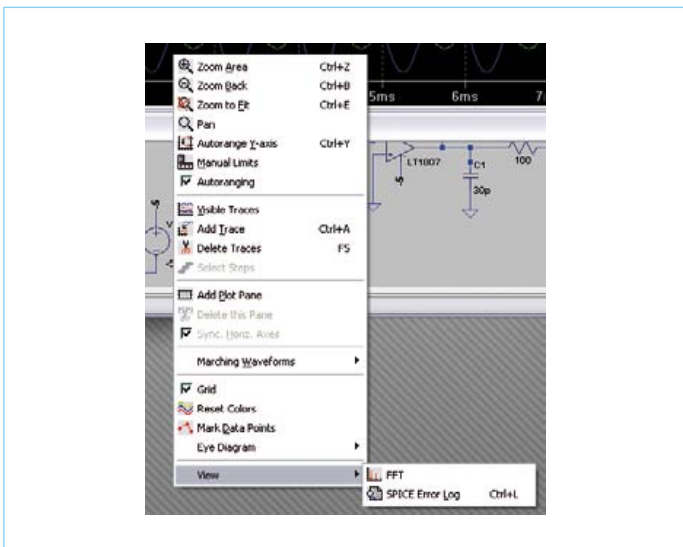 Zoom Area Ctrl+Z
Zoom Back Ctrl+B
Zoom to Fit Ctrl+E
Pan
Autorange Y-axis Ctrl+Y
Manual Limits
Autoranging
Visible Traces
Add Trace Ctrl+A
Delete Traces F5
Select Steps
Add Plot Pane
Delete this Pane
Sync. Horiz. Axes
Marching Waveforms
Grid
Reset Colors
Mark Data Points
Eye Diagram
View
FFT
SPICE Error Log Ctrl+L
5ms 6ms
LT1807
C1
100
30p